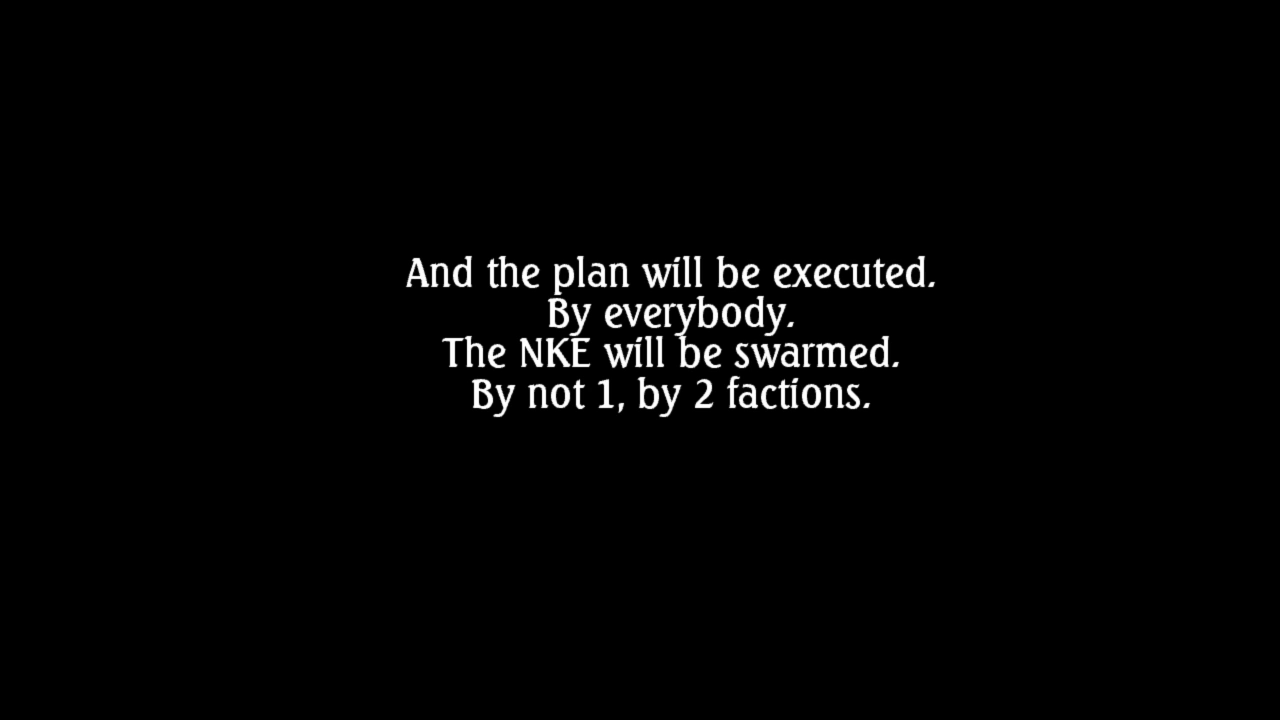 And the plan will be executed.
By everybody.
The NKE will be swarmed.
By not 1, by 2 factions.